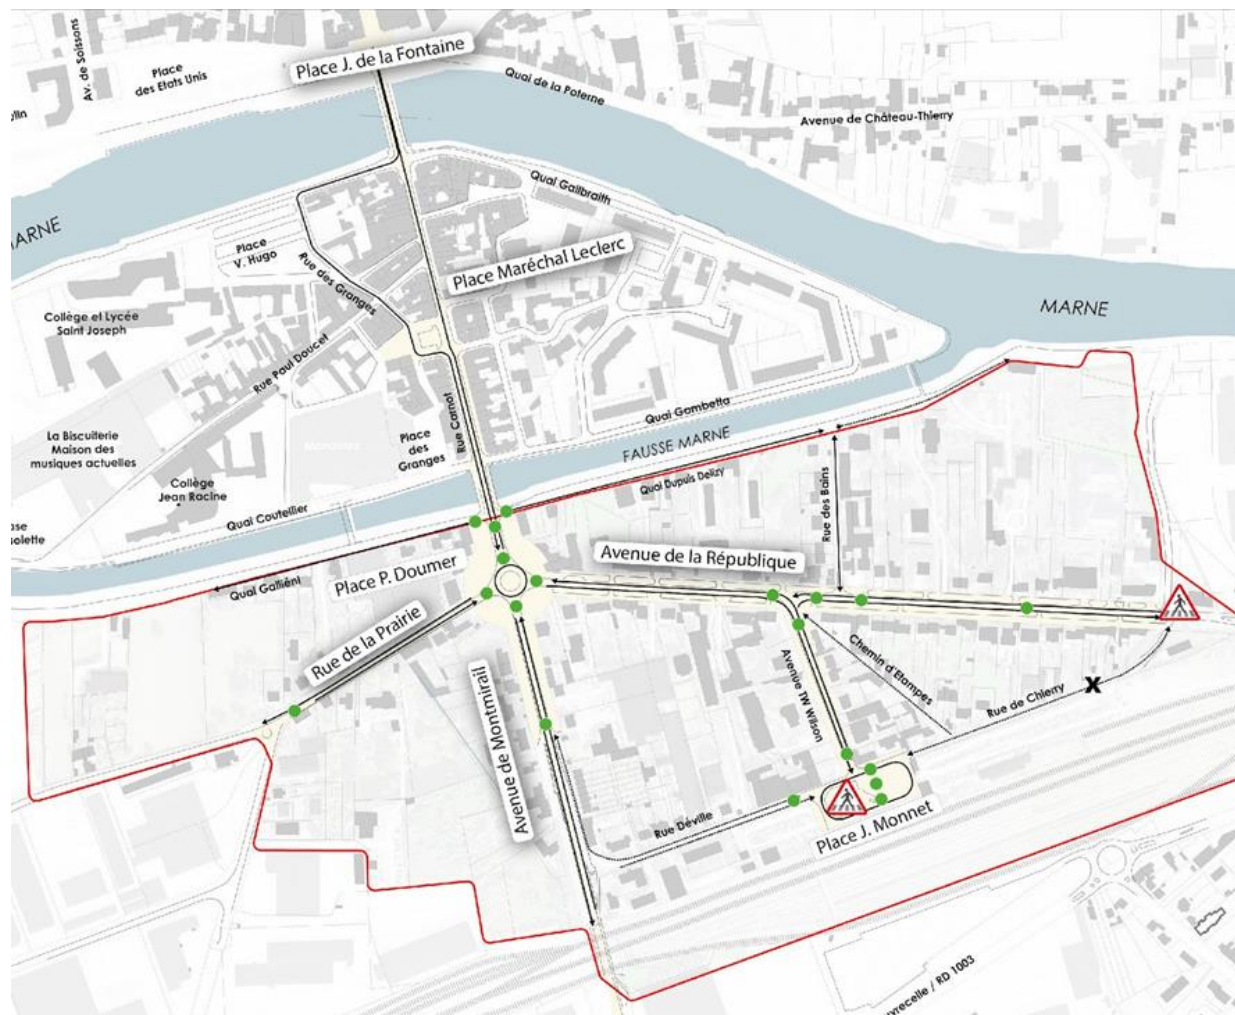 Place J. de la Fontaine
Av. de Soissons
Place
des Etats Unis
Quai de la Poterne
Avenue de Château-Thierry
Quai Gailbraith
MARNE
Place
V. Hugo
Rue des Granges
Place Maréchal Leclerc
MARNE
Collège et Lycée
Saint Joseph
Rue Paul Doucet
Rue Carnot
Quai Gambetta
La Biscuiterie
Maison des
musiques actuelles
Place
des
Granges
FAUSSE MARNE
Collège
Jean Racine
Quai Dupuis Delizy
Rue des Bains
Quai Couteillier
Avenue de la République
Place P. Doumer
Quai Galliéni
Rue de la Prairie
Chemin d'Etampes
Avenue TW Wilson
Rue de Chierry
X
Avenue de Montmirail
Rue Déville
Place J. Monnet
vrecelle / RD 1003